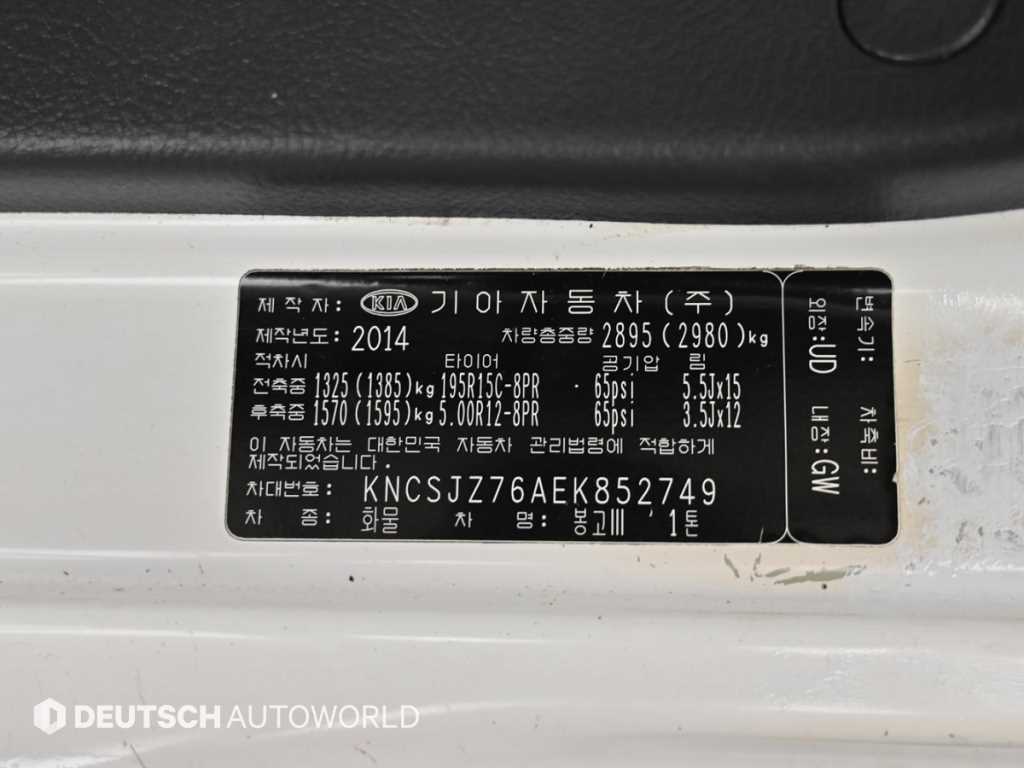 제 작 자: KIA 기아자동차(주)
제작년도: 2014 차량총중량 2895(2980)kg
적차시 타이어 공기압 림
전축중 1325(1385)kg 195R15C-8PR · 65psi 5.5Jx15
후축중 1570(1595)kg 5.00R12-8PR 65psi 3.5Jx12
이 자동차는 대한민국 자동차 관리법령에 적합하게
제작되었습니다.
차대번호: KNCSJZ76AEK852749
차 종: 화물 차 명: 봉고III '1톤
변속기: 차축비:
외장:UD 내장:GW
DEUTSCH AUTOWORLD